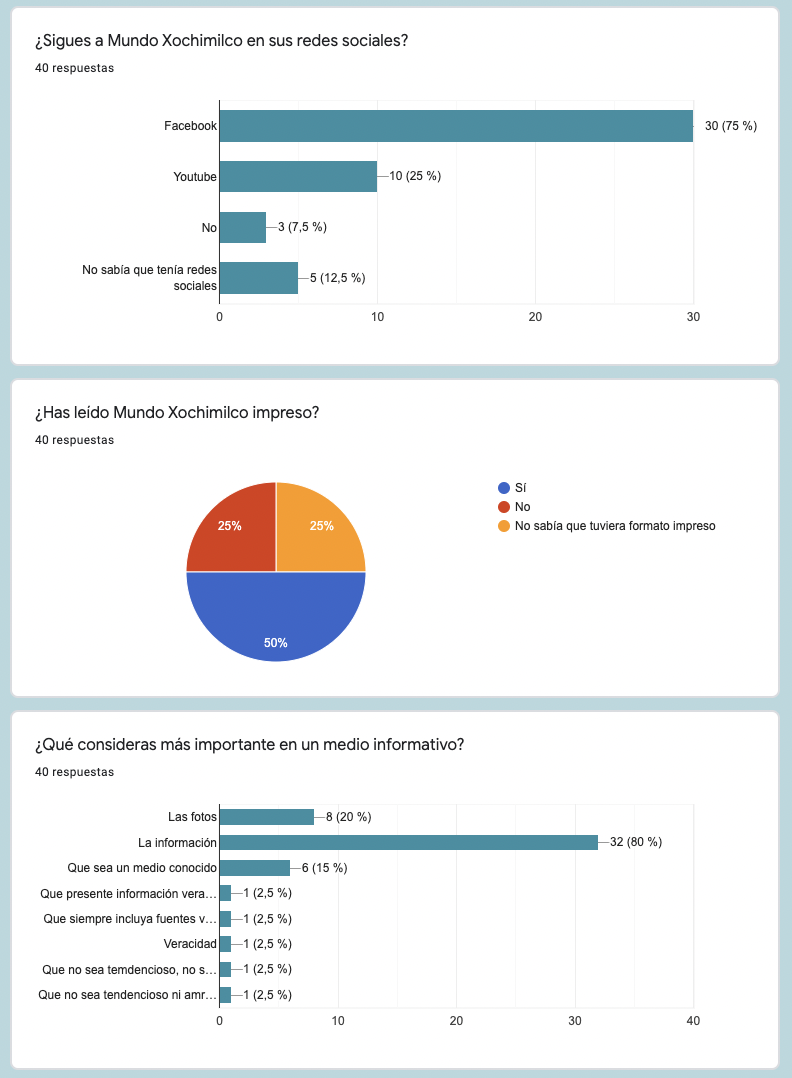 ¿Sigues a Mundo Xochimilco en sus redes sociales?
40 respuestas
Facebook
30 (75 %)
Youtube
10 (25 %)
No
3 (7,5 %)
No sabía que tenía redes
sociales
5 (12,5 %)
0
10
20
30
¿Has leído Mundo Xochimilco impreso?
40 respuestas
25%
25%
50%
Sí
No
No sabía que tuviera formato impreso
¿Qué consideras más importante en un medio informativo?
40 respuestas
Las fotos
8 (20 %)
La información
32 (80 %)
Que sea un medio conocido
6 (15 %)
Que presente información vera…
1 (2,5 %)
Que siempre incluya fuentes v…
1 (2,5 %)
Veracidad
1 (2,5 %)
Que no sea temdencioso, no s…
1 (2,5 %)
Que no sea tendencioso ni amr…
1 (2,5 %)
0
10
20
30
40